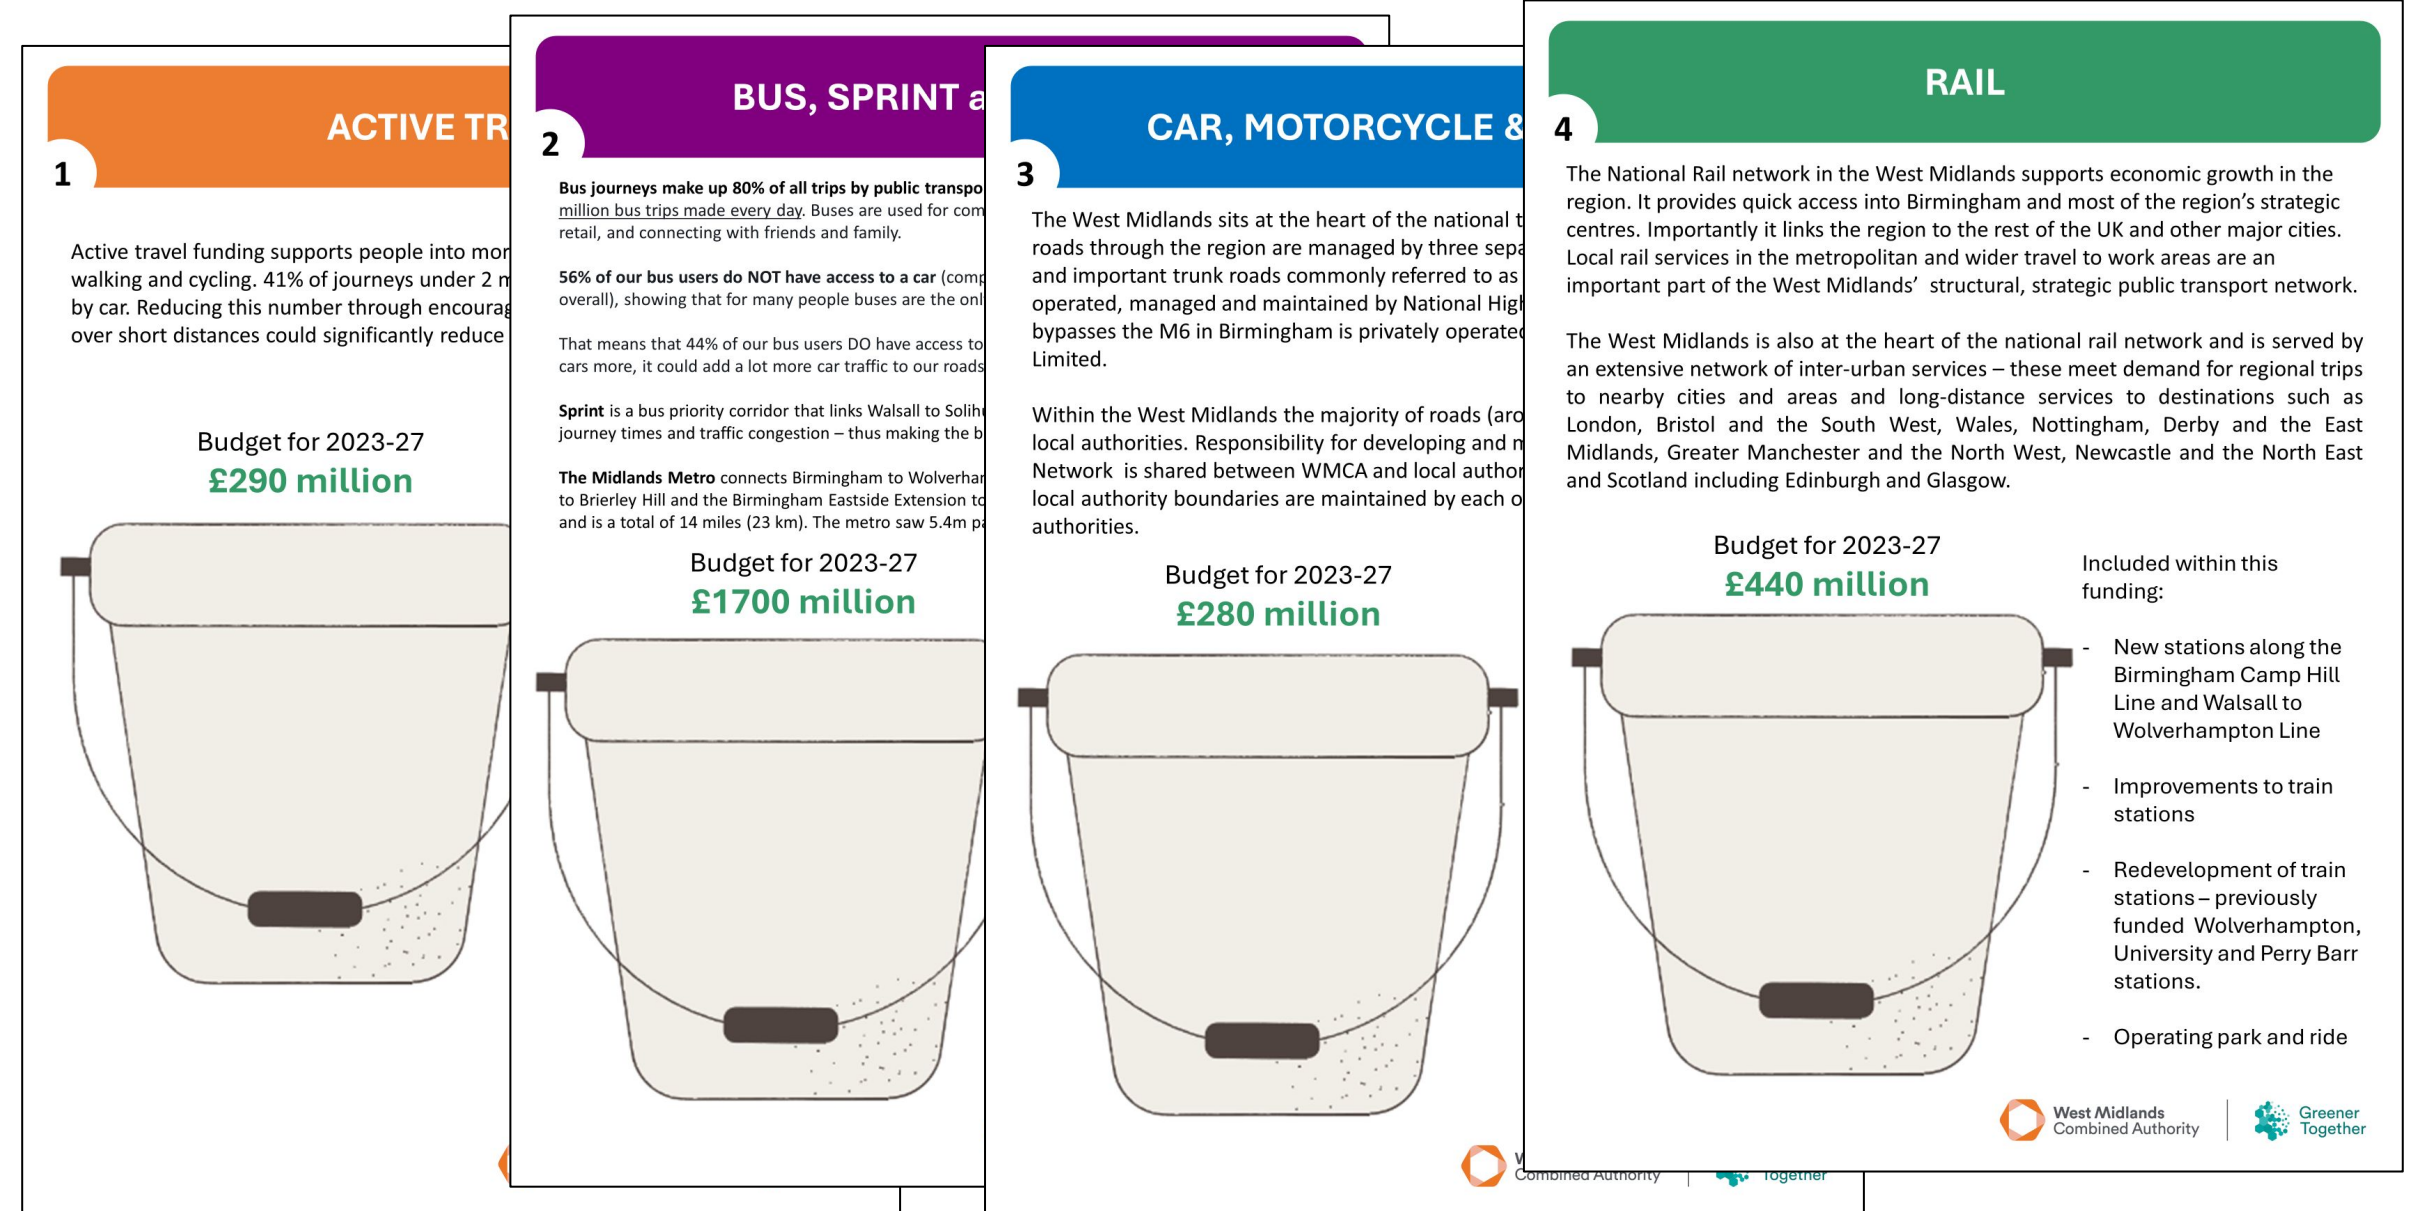 ACTIVE TR
1
Active travel funding supports people into mor
walking and cycling. 41% of journeys under 2 m
by car. Reducing this number through encourag
over short distances could significantly reduce
Budget for 2023-27
£290 million
BUS, SPRINT a
2
Bus journeys make up 80% of all trips by public transpo
million bus trips made every day. Buses are used for com
retail, and connecting with friends and family.
56% of our bus users do NOT have access to a car (comp
overall), showing that for many people buses are the onl
That means that 44% of our bus users DO have access to
cars more, it could add a lot more car traffic to our roads
Sprint is a bus priority corridor that links Walsall to Solihu
journey times and traffic congestion – thus making the b
The Midlands Metro connects Birmingham to Wolverhar
to Brierley Hill and the Birmingham Eastside Extension to
and is a total of 14 miles (23 km). The metro saw 5.4m pa
Budget for 2023-27
£1700 million
CAR, MOTORCYCLE &
3
The West Midlands sits at the heart of the national t
roads through the region are managed by three sepa
and important trunk roads commonly referred to as
operated, managed and maintained by National High
bypasses the M6 in Birmingham is privately operated
Limited.
Within the West Midlands the majority of roads (aro
local authorities. Responsibility for developing and m
Network  is shared between WMCA and local author
local authority boundaries are maintained by each o
authorities.
Budget for 2023-27
£280 million
Combined Authority
Together
RAIL
4
The National Rail network in the West Midlands supports economic growth in the
region. It provides quick access into Birmingham and most of the region’s strategic
centres. Importantly it links the region to the rest of the UK and other major cities.
Local rail services in the metropolitan and wider travel to work areas are an
important part of the West Midlands’  structural, strategic public transport network.
The West Midlands is also at the heart of the national rail network and is served by
an extensive network of inter-urban services – these meet demand for regional trips
to nearby cities and areas and long-distance services to destinations such as
London, Bristol and the South West, Wales, Nottingham, Derby and the East
Midlands, Greater Manchester and the North West, Newcastle and the North East
and Scotland including Edinburgh and Glasgow.
Budget for 2023-27
£440 million
Included within this
funding:
- New stations along the
Birmingham Camp Hill
Line and Walsall to
Wolverhampton Line
- Improvements to train
stations
- Redevelopment of train
stations – previously
funded  Wolverhampton,
University and Perry Barr
stations.
- Operating park and ride
West Midlands
Combined Authority
Greener
Together